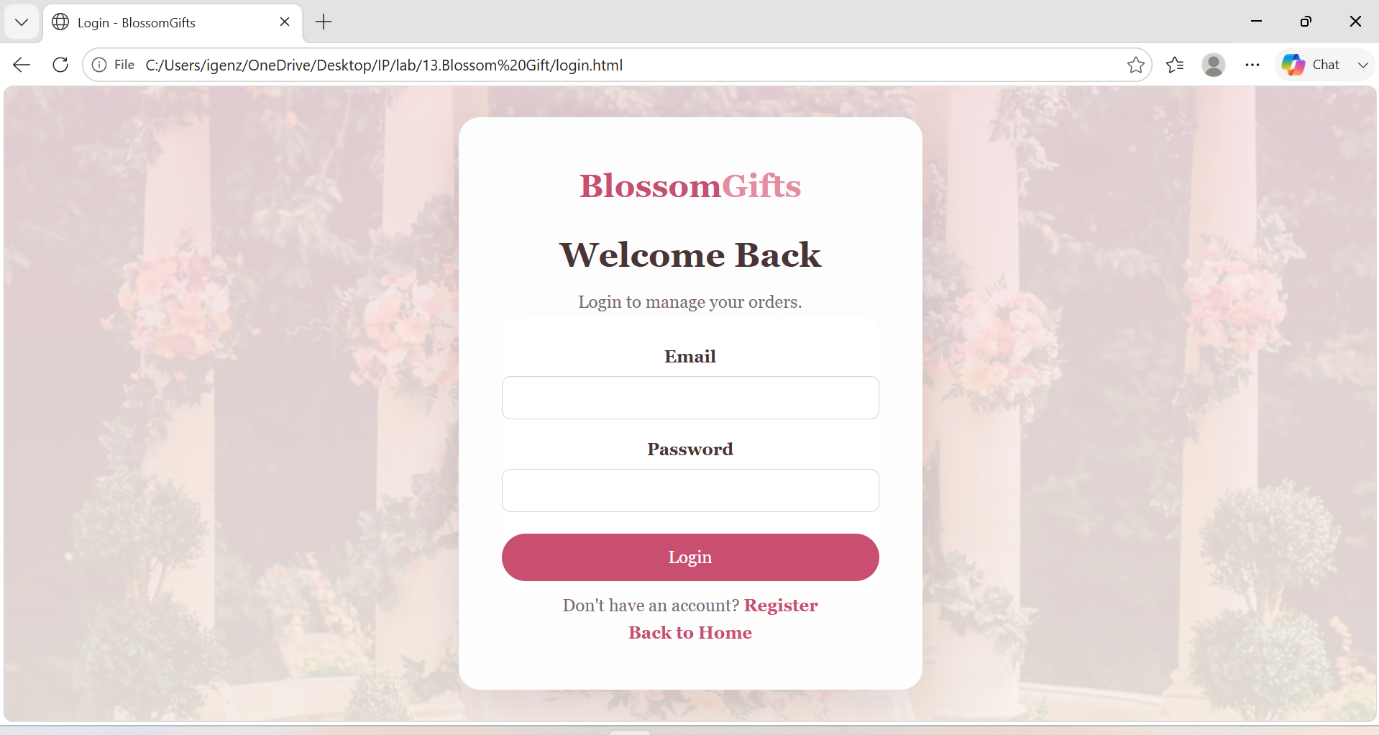 Login - BlossomGifts
File C:/Users/igenz/OneDrive/Desktop/IP/lab/13.Blossom%20Gift/login.html
Chat
BlossomGifts
Welcome Back
Login to manage your orders.
Email
Password
Login
Don't have an account? Register
Back to Home